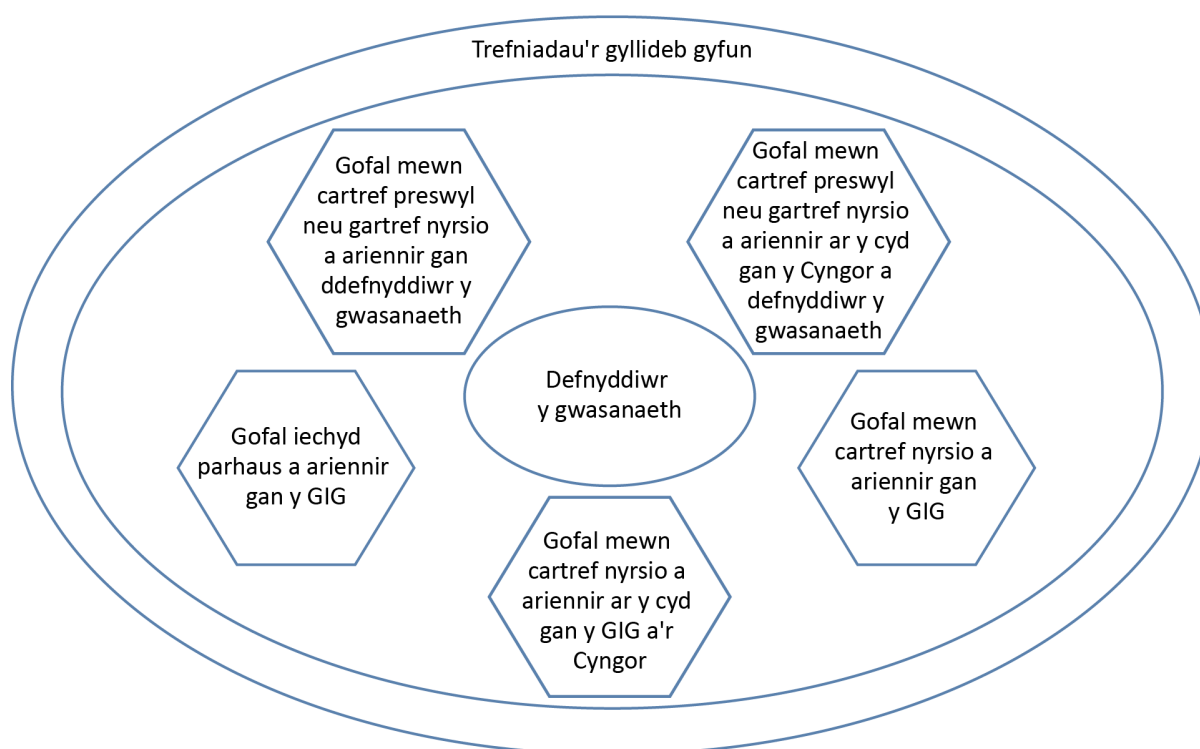 Trefniadau'r gyllideb gyfun
Gofal mewn
cartref preswyl
neu gartref nyrsio
a ariennir gan
ddefnyddiwr y
gwasanaeth
Gofal mewn
cartref preswyl
neu gartref nyrsio
a ariennir ar y cyd
gan y Cyngor a
defnyddiwr y
gwasanaeth
Defnyddiwr
y gwasanaeth
Gofal iechyd
parhaus a ariennir
gan y GIG
Gofal mewn
cartref nyrsio a
ariennir gan
y GIG
Gofal mewn
cartref nyrsio a
ariennir ar y cyd
gan y GIG a'r
Cyngor